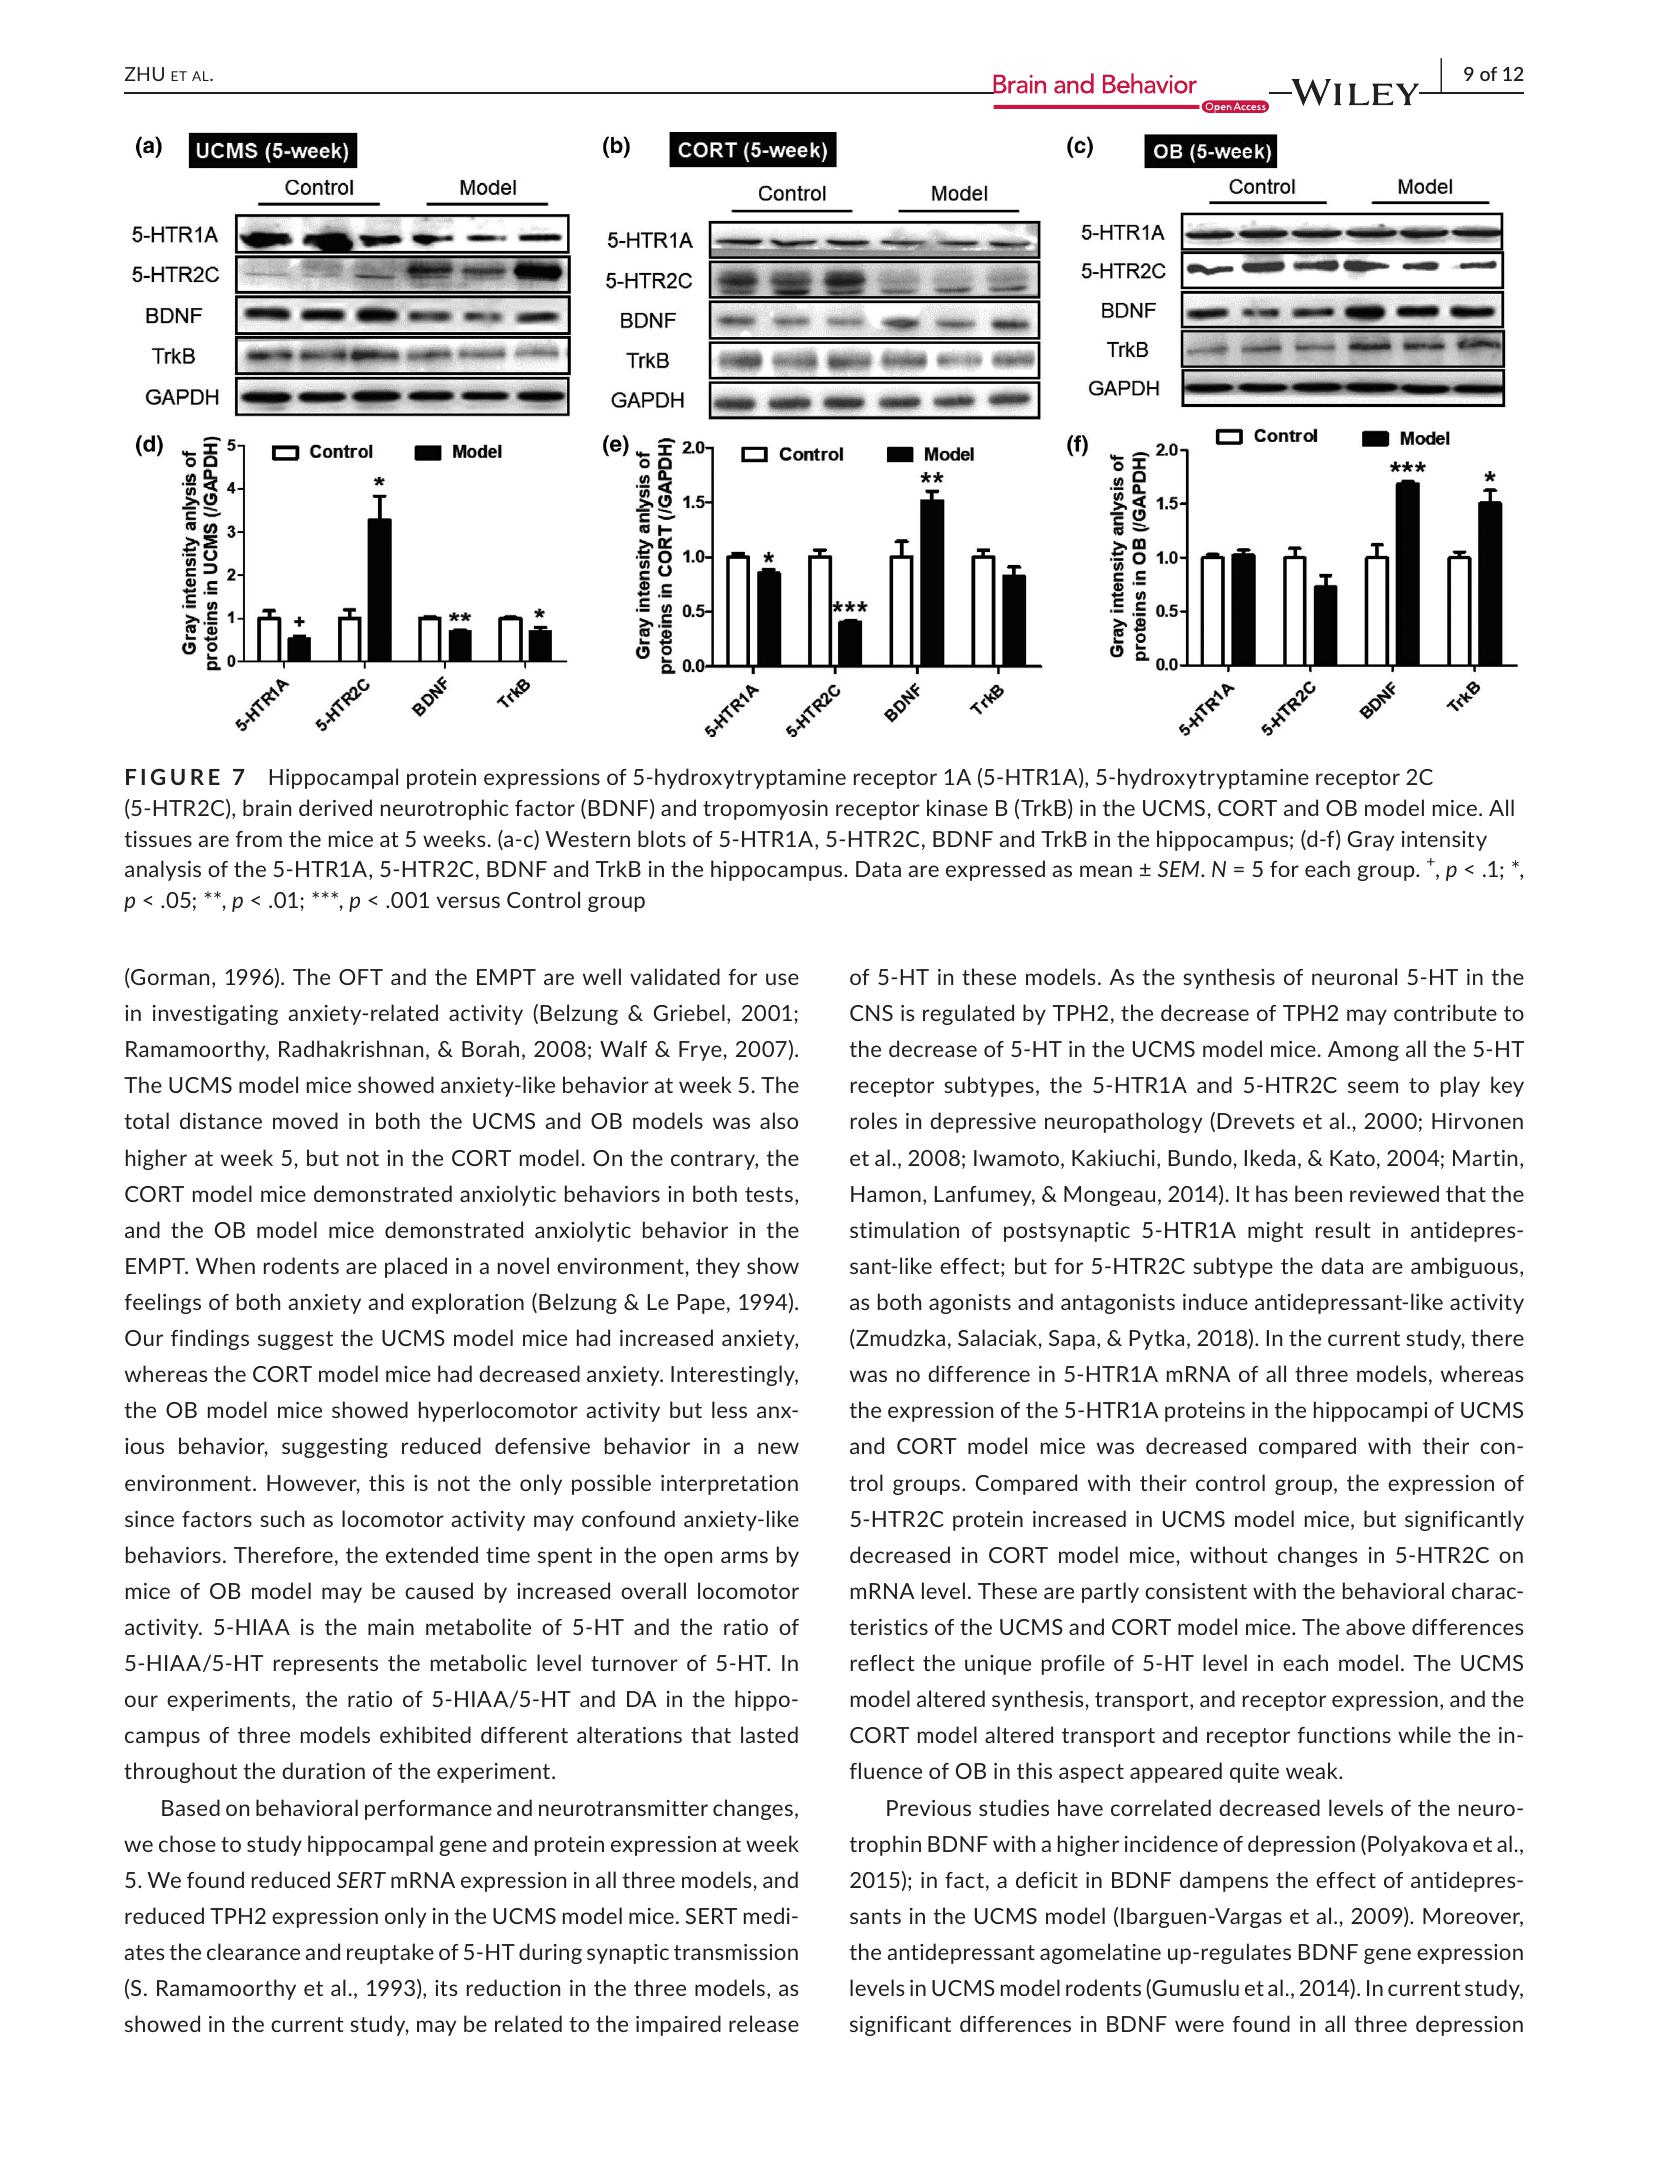 ZHU ET AL.
Brain and Behavior
Open Access
WILEY
9 of 12
(a) UCMS (5-week)
Control Model
5-HTR1A
5-HTR2C
BDNF
TrkB
GAPDH
(b) CORT (5-week)
Control Model
5-HTR1A
5-HTR2C
BDNF
TrkB
GAPDH
(c) OB (5-week)
Control Model
5-HTR1A
5-HTR2C
BDNF
TrkB
GAPDH
(d)
Gray intensity anlysis of
proteins in UCMS (/GAPDH)
Control Model
5
4
3
2
1
0
+
*
**
*
5-HTR1A
5-HTR2C
BDNF
TrkB
(e)
Gray intensity anlysis of
proteins in CORT (/GAPDH)
Control Model
2.0
1.5
1.0
0.5
0.0
*
***
**
5-HTR1A
5-HTR2C
BDNF
TrkB
(f)
Gray intensity anlysis of
proteins in OB (/GAPDH)
Control Model
2.0
1.5
1.0
0.5
0.0
***
*
5-HTR1A
5-HTR2C
BDNF
TrkB
FIGURE 7 Hippocampal protein expressions of 5-hydroxytryptamine receptor 1A (5-HTR1A), 5-hydroxytryptamine receptor 2C
(5-HTR2C), brain derived neurotrophic factor (BDNF) and tropomyosin receptor kinase B (TrkB) in the UCMS, CORT and OB model mice. All
tissues are from the mice at 5 weeks. (a-c) Western blots of 5-HTR1A, 5-HTR2C, BDNF and TrkB in the hippocampus; (d-f) Gray intensity
analysis of the 5-HTR1A, 5-HTR2C, BDNF and TrkB in the hippocampus. Data are expressed as mean ± SEM. N = 5 for each group. +, p < .1; *,
p < .05; **, p < .01; ***, p < .001 versus Control group
(Gorman, 1996). The OFT and the EMPT are well validated for use
in investigating anxiety-related activity (Belzung & Griebel, 2001;
Ramamoorthy, Radhakrishnan, & Borah, 2008; Walf & Frye, 2007).
The UCMS model mice showed anxiety-like behavior at week 5. The
total distance moved in both the UCMS and OB models was also
higher at week 5, but not in the CORT model. On the contrary, the
CORT model mice demonstrated anxiolytic behaviors in both tests,
and the OB model mice demonstrated anxiolytic behavior in the
EMPT. When rodents are placed in a novel environment, they show
feelings of both anxiety and exploration (Belzung & Le Pape, 1994).
Our findings suggest the UCMS model mice had increased anxiety,
whereas the CORT model mice had decreased anxiety. Interestingly,
the OB model mice showed hyperlocomotor activity but less anx-
ious behavior, suggesting reduced defensive behavior in a new
environment. However, this is not the only possible interpretation
since factors such as locomotor activity may confound anxiety-like
behaviors. Therefore, the extended time spent in the open arms by
mice of OB model may be caused by increased overall locomotor
activity. 5-HIAA is the main metabolite of 5-HT and the ratio of
5-HIAA/5-HT represents the metabolic level turnover of 5-HT. In
our experiments, the ratio of 5-HIAA/5-HT and DA in the hippo-
campus of three models exhibited different alterations that lasted
throughout the duration of the experiment.
Based on behavioral performance and neurotransmitter changes,
we chose to study hippocampal gene and protein expression at week
5. We found reduced SERT mRNA expression in all three models, and
reduced TPH2 expression only in the UCMS model mice. SERT medi-
ates the clearance and reuptake of 5-HT during synaptic transmission
(S. Ramamoorthy et al., 1993), its reduction in the three models, as
showed in the current study, may be related to the impaired release
of 5-HT in these models. As the synthesis of neuronal 5-HT in the
CNS is regulated by TPH2, the decrease of TPH2 may contribute to
the decrease of 5-HT in the UCMS model mice. Among all the 5-HT
receptor subtypes, the 5-HTR1A and 5-HTR2C seem to play key
roles in depressive neuropathology (Drevets et al., 2000; Hirvonen
et al., 2008; Iwamoto, Kakiuchi, Bundo, Ikeda, & Kato, 2004; Martin,
Hamon, Lanfumey, & Mongeau, 2014). It has been reviewed that the
stimulation of postsynaptic 5-HTR1A might result in antidepres-
sant-like effect; but for 5-HTR2C subtype the data are ambiguous,
as both agonists and antagonists induce antidepressant-like activity
(Zmudzka, Salaciak, Sapa, & Pytka, 2018). In the current study, there
was no difference in 5-HTR1A mRNA of all three models, whereas
the expression of the 5-HTR1A proteins in the hippocampi of UCMS
and CORT model mice was decreased compared with their con-
trol groups. Compared with their control group, the expression of
5-HTR2C protein increased in UCMS model mice, but significantly
decreased in CORT model mice, without changes in 5-HTR2C on
mRNA level. These are partly consistent with the behavioral charac-
teristics of the UCMS and CORT model mice. The above differences
reflect the unique profile of 5-HT level in each model. The UCMS
model altered synthesis, transport, and receptor expression, and the
CORT model altered transport and receptor functions while the in-
fluence of OB in this aspect appeared quite weak.
Previous studies have correlated decreased levels of the neuro-
trophin BDNF with a higher incidence of depression (Polyakova et al.,
2015); in fact, a deficit in BDNF dampens the effect of antidepres-
sants in the UCMS model (Ibarguen-Vargas et al., 2009). Moreover,
the antidepressant agomelatine up-regulates BDNF gene expression
levels in UCMS model rodents (Gumuslu et al., 2014). In current study,
significant differences in BDNF were found in all three depression